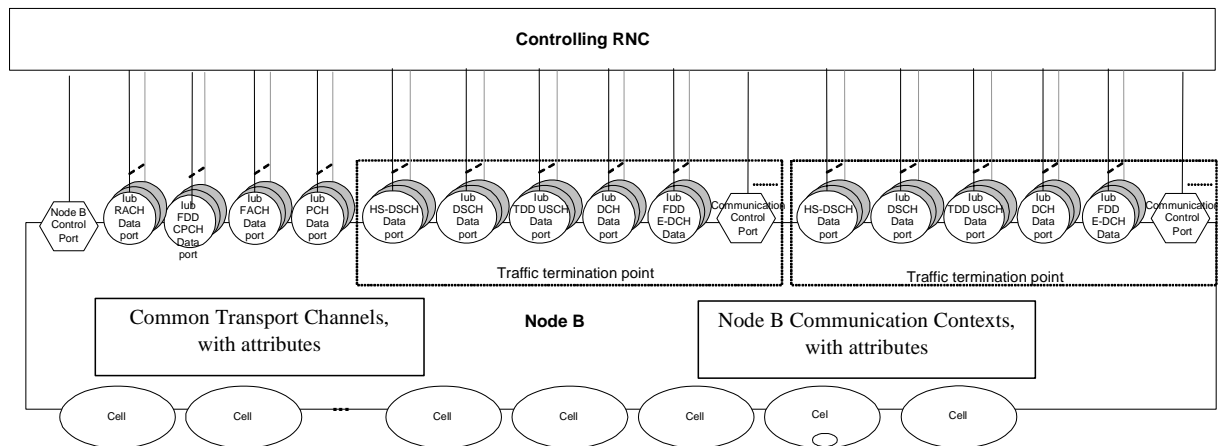 Controlling RNC
Node B
Control
Port
Iub
RACH
Data
port
Iub
FDD
CPCH
Data
port
Iub
FACH
Data
port
Iub
PCH
Data
port
HS-DSCH
Data
port
Iub
DSCH
Data
port
Iub
TDD USCH
Data
port
Iub
DCH
Data
port
Iub
FDD
E-DCH
Data
Communication
Control
Port
HS-DSCH
Data
port
Iub
DSCH
Data
port
Iub
TDD USCH
Data
port
Iub
DCH
Data
port
Iub
FDD
E-DCH
Data
Communication
Control
Port
Traffic termination point
Traffic termination point
Common Transport Channels,
with attributes
Node B
Node B Communication Contexts,
with attributes
Cell
Cell
Cell
Cell
Cell
Cel
Cell